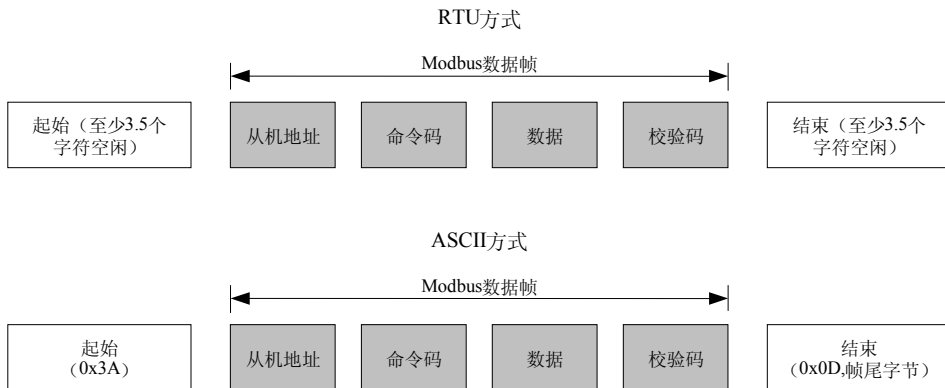 RTU方式
Modbus数据帧
起始（至少3.5个
字符空闲）
从机地址
命令码
数据
校验码
结束（至少3.5个
字符空闲）
ASCII方式
Modbus数据帧
起始
（0x3A）
从机地址
命令码
数据
校验码
结束
（0x0D,帧尾字节）